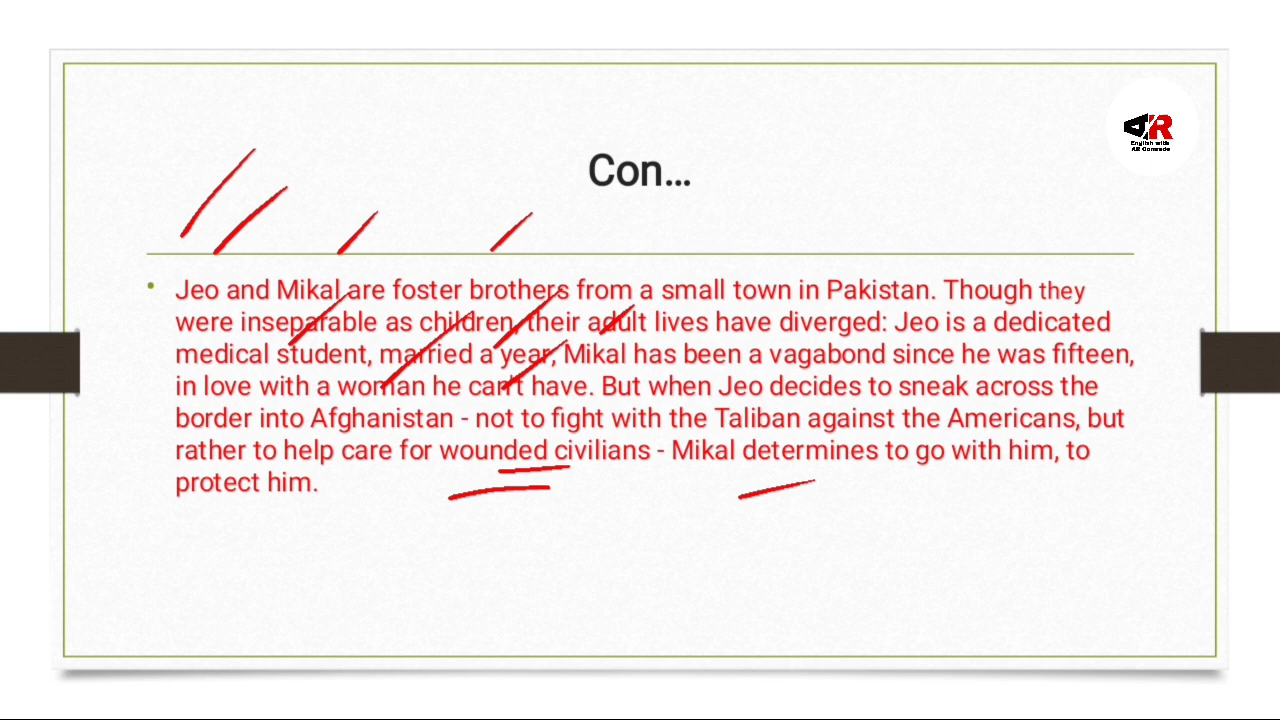 AR
English with
AR Comrade
Con...
• Jeo and Mikal are foster brothers from a small town in Pakistan. Though they
were inseparable as children, their adult lives have diverged: Jeo is a dedicated
medical student, married a year, Mikal has been a vagabond since he was fifteen,
in love with a woman he can't have. But when Jeo decides to sneak across the
border into Afghanistan - not to fight with the Taliban against the Americans, but
rather to help care for wounded civilians - Mikal determines to go with him, to
protect him.